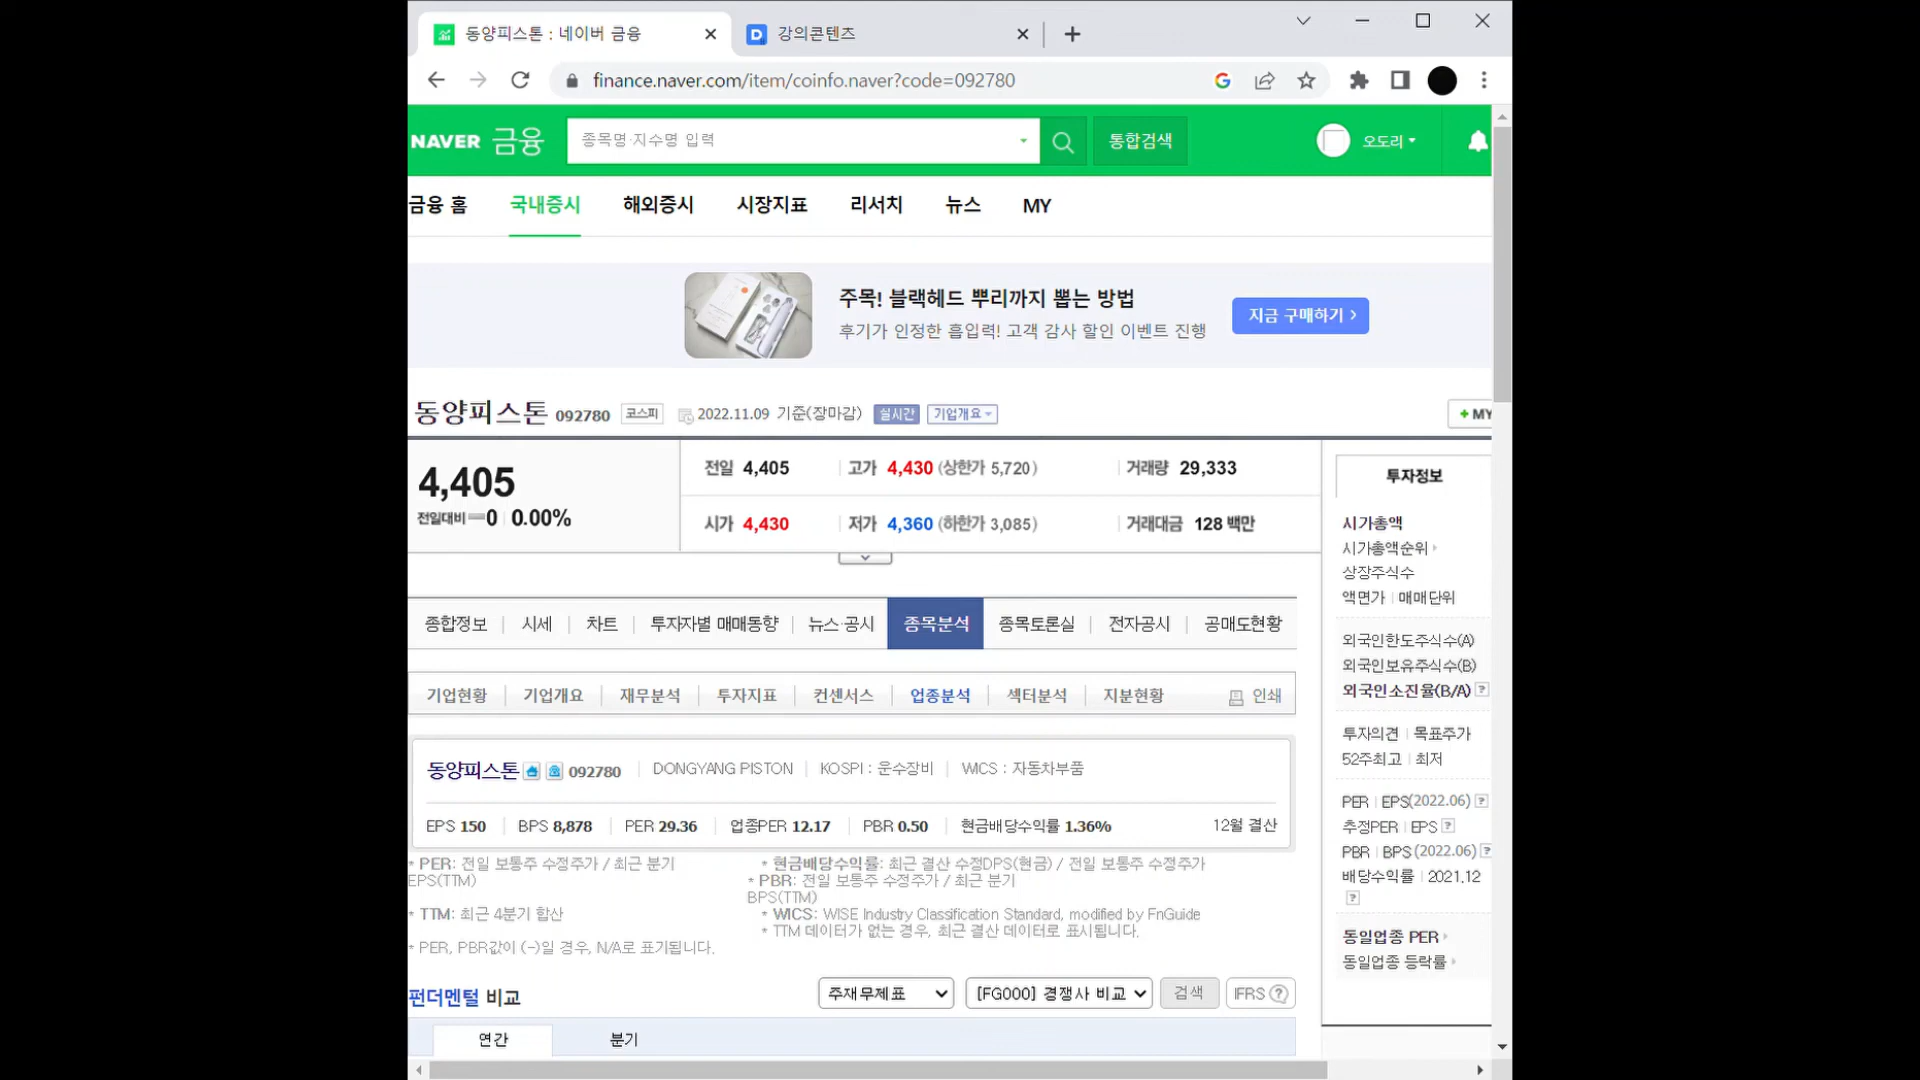 동양피스톤 : 네이버 금융
강의콘텐츠
finance.naver.com/item/coinfo.naver?code=092780
NAVER 금융
종목명·지수명 입력
통합검색
오도리
금융 홈 국내증시 해외증시 시장지표 리서치 뉴스 MY
주목! 블랙헤드 뿌리까지 뽑는 방법
후기가 인정한 흡입력! 고객 감사 할인 이벤트 진행
지금 구매하기
동양피스톤 092780 코스피 2022.11.09 기준(장마감) 실시간 기업개요
+ MY
4,405
전일대비 0 0.00%
전일 4,405 고가 4,430 (상한가 5,720) 거래량 29,333
시가 4,430 저가 4,360 (하한가 3,085) 거래대금 128 백만
투자정보
시가총액
시가총액순위
상장주식수
액면가 매매단위
외국인한도주식수(A)
외국인보유주식수(B)
외국인소진율(B/A) ?
투자의견 목표주가
52주최고 최저
PER EPS(2022.06) ?
추정PER EPS ?
PBR BPS (2022.06) ?
배당수익률 2021.12
?
동일업종 PER
동일업종 등락률
종합정보 시세 차트 투자자별 매매동향 뉴스·공시 종목분석 종목토론실 전자공시 공매도현황
기업현황 기업개요 재무분석 투자지표 컨센서스 업종분석 섹터분석 지분현황 인쇄
동양피스톤 092780 DONGYANG PISTON KOSPI : 운수장비 WICS : 자동차부품
EPS 150 BPS 8,878 PER 29.36 업종PER 12.17 PBR 0.50 현금배당수익률 1.36% 12월 결산
* PER: 전일 보통주 수정주가 / 최근 분기
EPS(TTM)
* TTM: 최근 4분기 합산
* PER, PBR값이 (-)일 경우, N/A로 표기됩니다.
* 현금배당수익률: 최근 결산 수정DPS(현금) / 전일 보통주 수정주가
* PBR: 전일 보통주 수정주가 / 최근 분기
BPS(TTM)
* WICS: WISE Industry Classification Standard, modified by FnGuide
* TTM 데이터가 없는 경우, 최근 결산 데이터로 표시됩니다.
펀더멘털 비교
주재무제표 [FG000] 경쟁사 비교 검색 IFRS ?
연간 분기